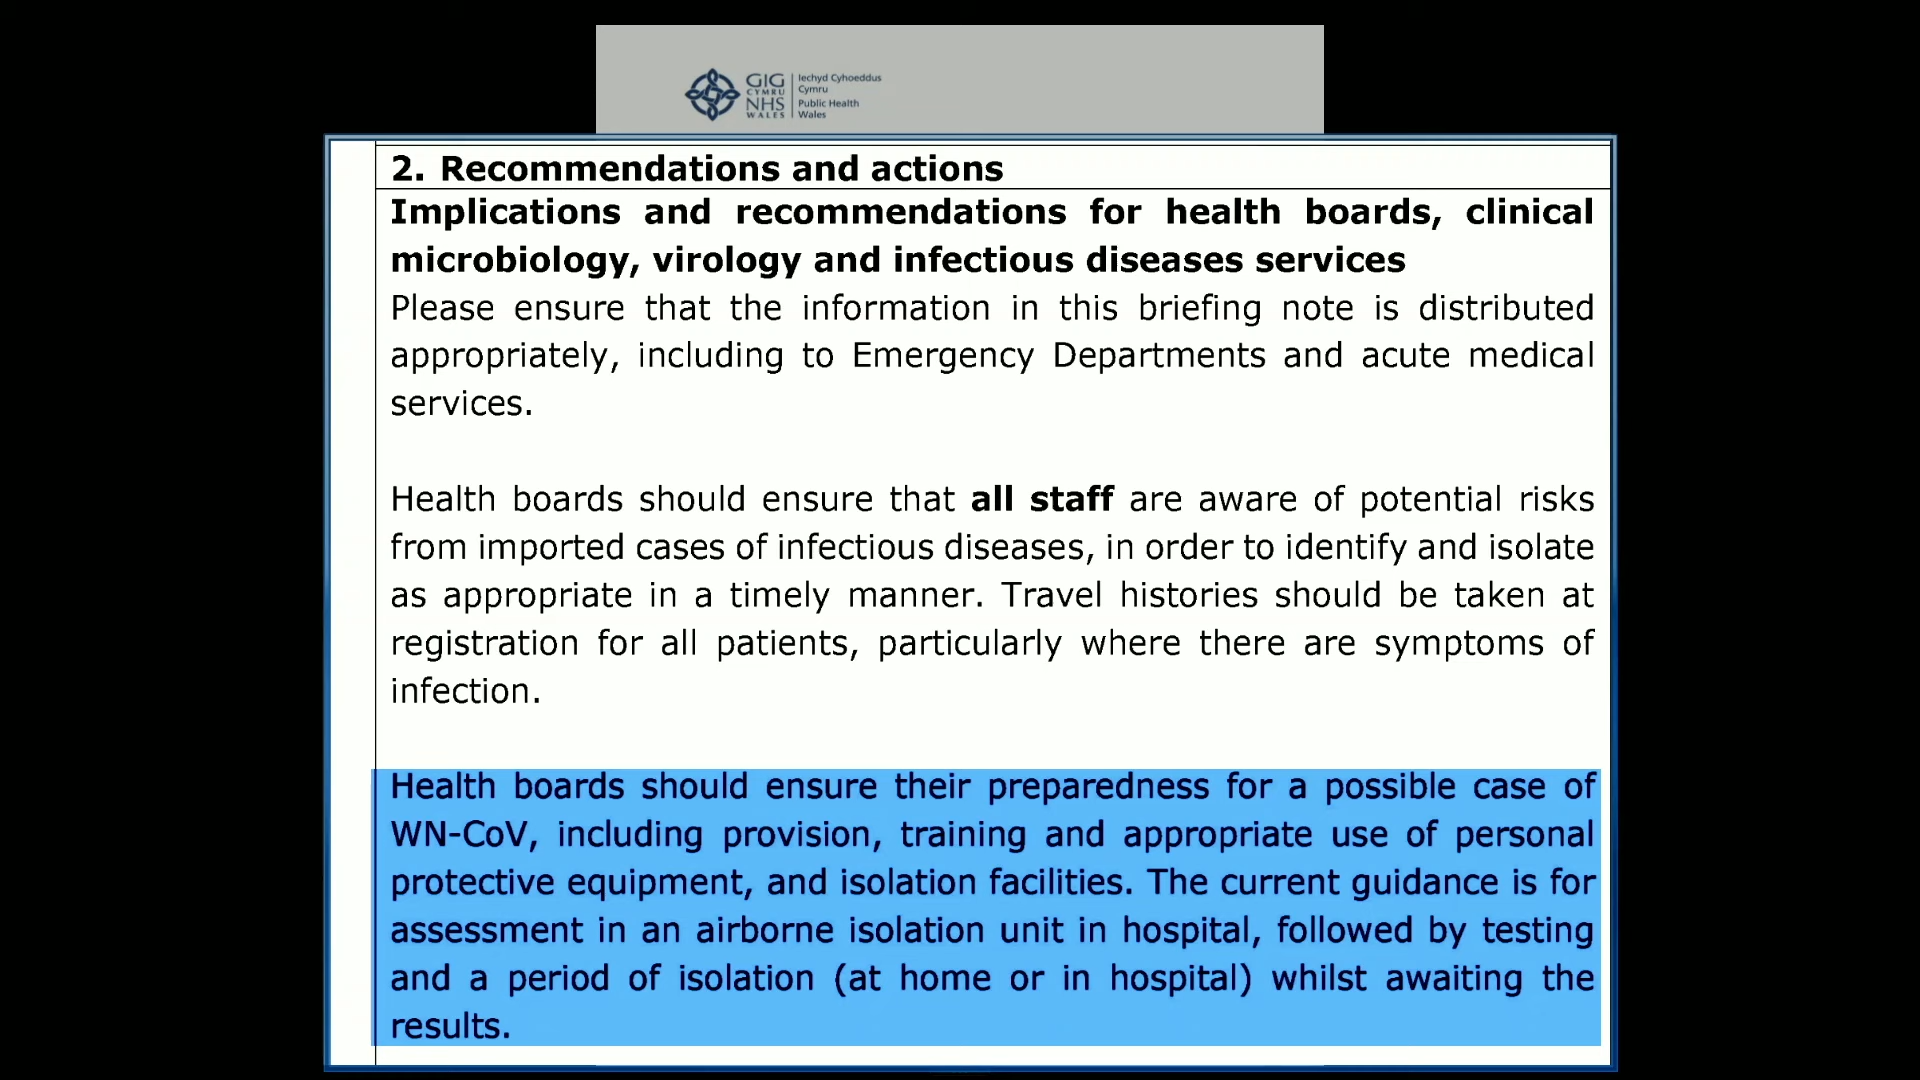 GIG
CYMRU
NHS
WALES
Iechyd Cyhoeddus
Cymru
Public Health
Wales
2. Recommendations and actions
Implications and recommendations for health boards, clinical
microbiology, virology and infectious diseases services
Please ensure that the information in this briefing note is distributed
appropriately, including to Emergency Departments and acute medical
services.
Health boards should ensure that all staff are aware of potential risks
from imported cases of infectious diseases, in order to identify and isolate
as appropriate in a timely manner. Travel histories should be taken at
registration for all patients, particularly where there are symptoms of
infection.
Health boards should ensure their preparedness for a possible case of
WN-CoV, including provision, training and appropriate use of personal
protective equipment, and isolation facilities. The current guidance is for
assessment in an airborne isolation unit in hospital, followed by testing
and a period of isolation (at home or in hospital) whilst awaiting the
results.